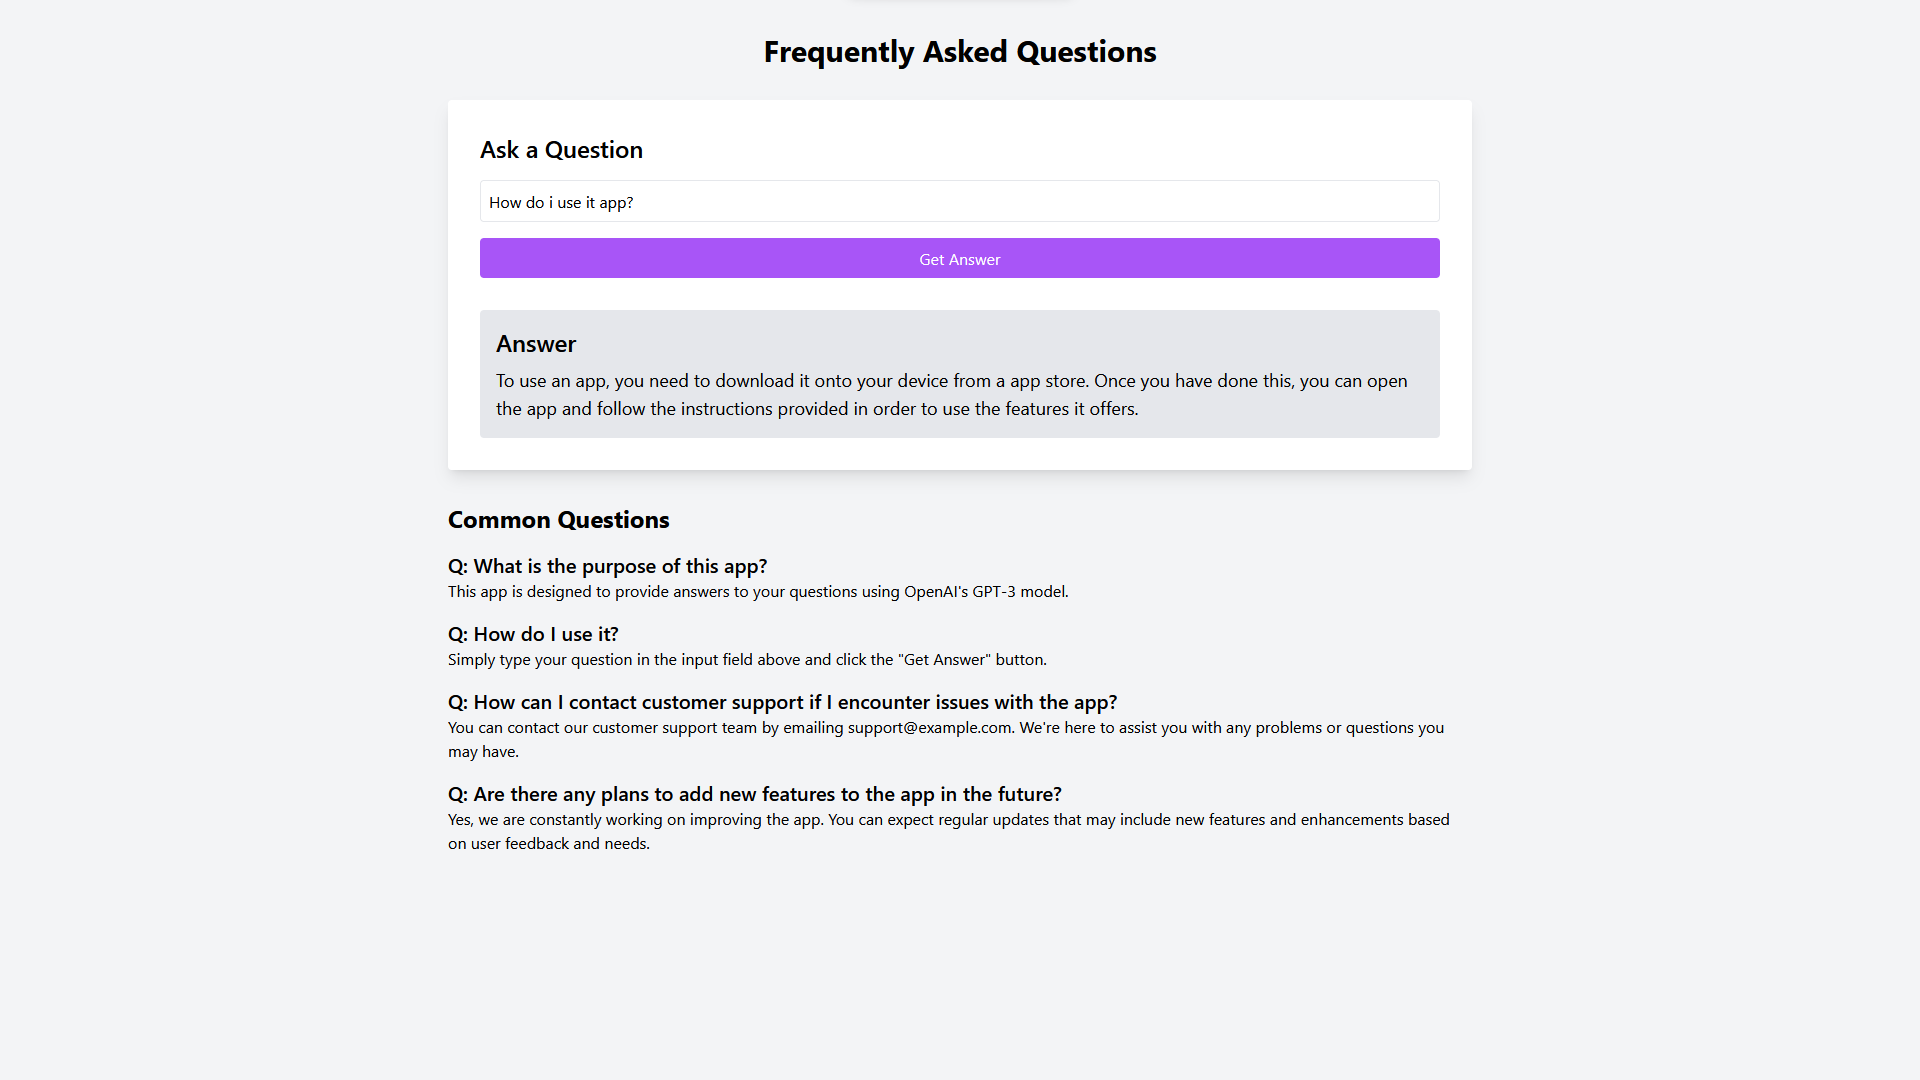 Frequently Asked Questions
Ask a Question
How do i use it app?
Get Answer
Answer
To use an app, you need to download it onto your device from a app store. Once you have done this, you can open
the app and follow the instructions provided in order to use the features it offers.
Common Questions
Q: What is the purpose of this app?
This app is designed to provide answers to your questions using OpenAI's GPT-3 model.
Q: How do I use it?
Simply type your question in the input field above and click the "Get Answer" button.
Q: How can I contact customer support if I encounter issues with the app?
You can contact our customer support team by emailing support@example.com. We're here to assist you with any problems or questions you
may have.
Q: Are there any plans to add new features to the app in the future?
Yes, we are constantly working on improving the app. You can expect regular updates that may include new features and enhancements based
on user feedback and needs.